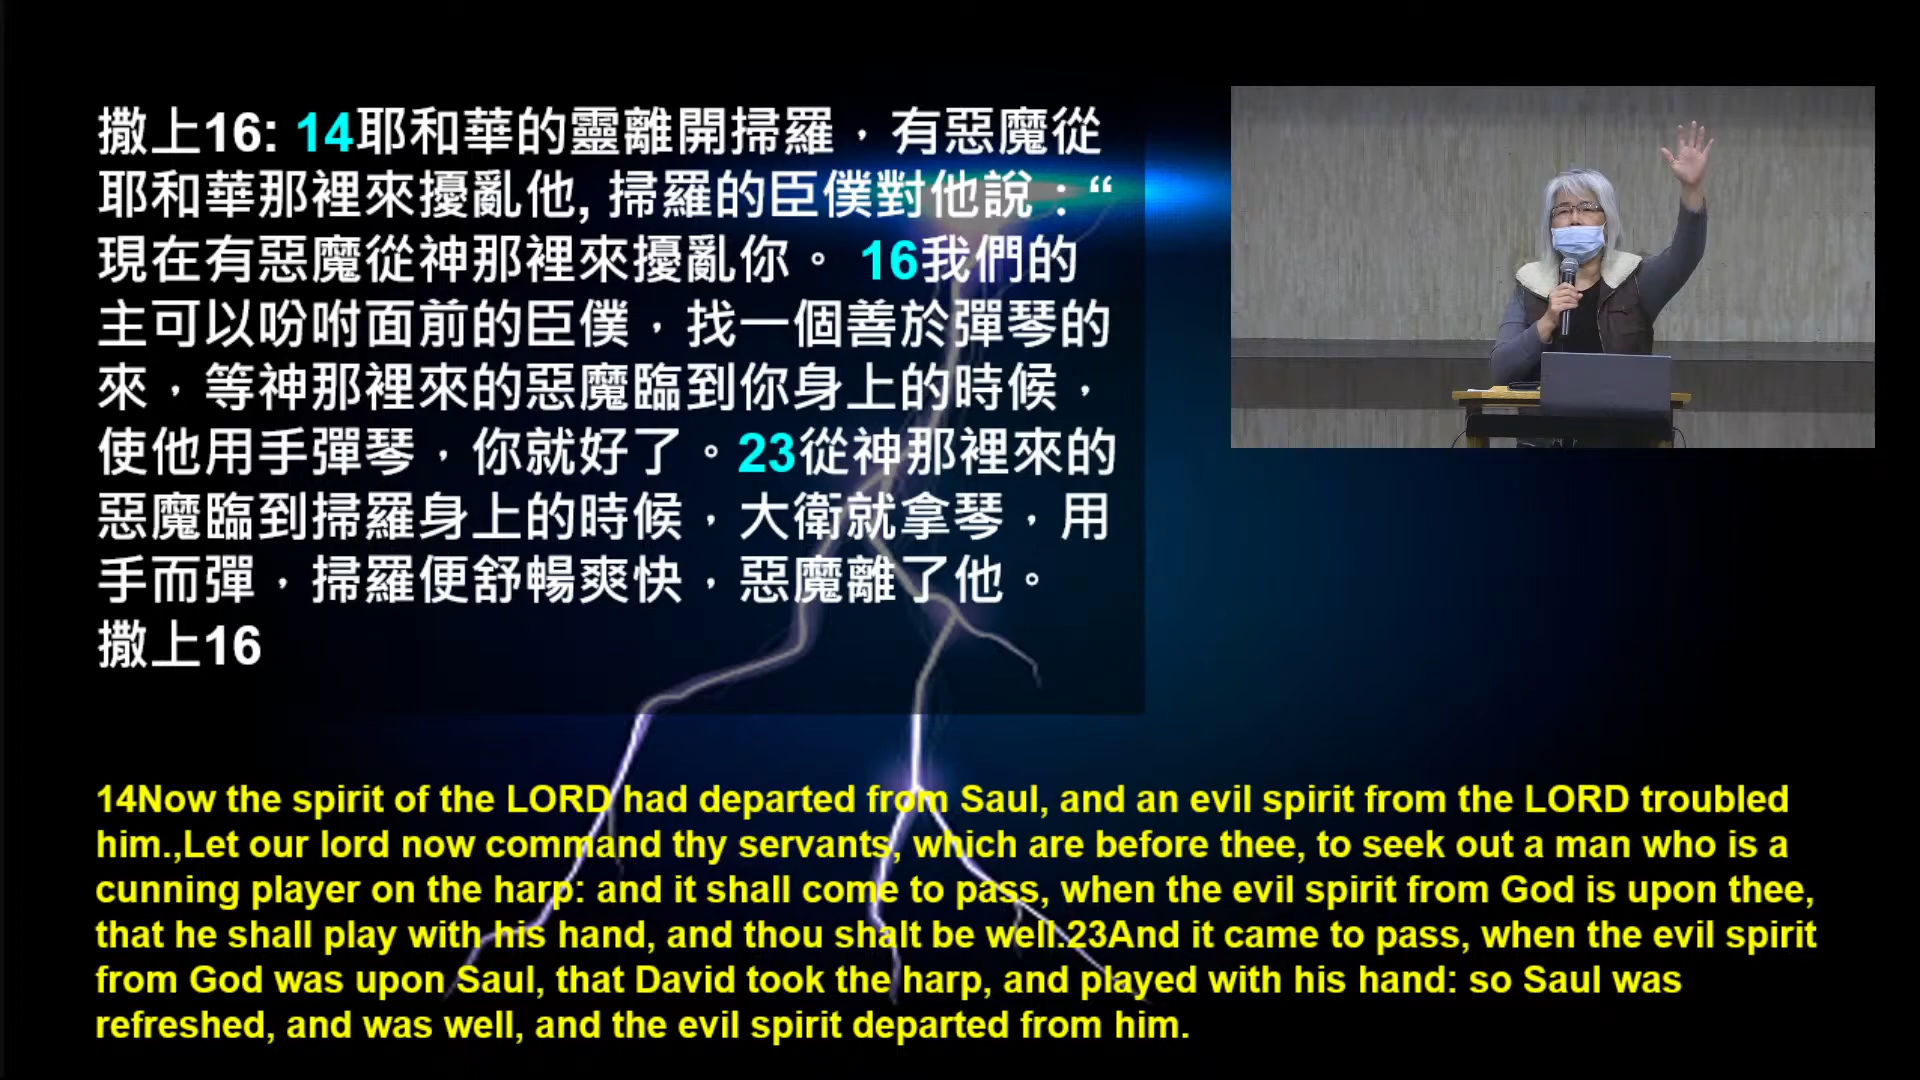 撒上16: 14耶和華的靈離開掃羅，有惡魔從
耶和華那裡來擾亂他, 掃羅的臣僕對他說：“
現在有惡魔從神那裡來擾亂你。 16我們的
主可以吩咐面前的臣僕，找一個善於彈琴的
來，等神那裡來的惡魔臨到你身上的時候，
使他用手彈琴，你就好了。23從神那裡來的
惡魔臨到掃羅身上的時候，大衛就拿琴，用
手而彈，掃羅便舒暢爽快，惡魔離了他。
撒上16
14Now the spirit of the LORD had departed from Saul, and an evil spirit from the LORD troubled
him.,Let our lord now command thy servants, which are before thee, to seek out a man who is a
cunning player on the harp: and it shall come to pass, when the evil spirit from God is upon thee,
that he shall play with his hand, and thou shalt be well.23And it came to pass, when the evil spirit
from God was upon Saul, that David took the harp, and played with his hand: so Saul was
refreshed, and was well, and the evil spirit departed from him.